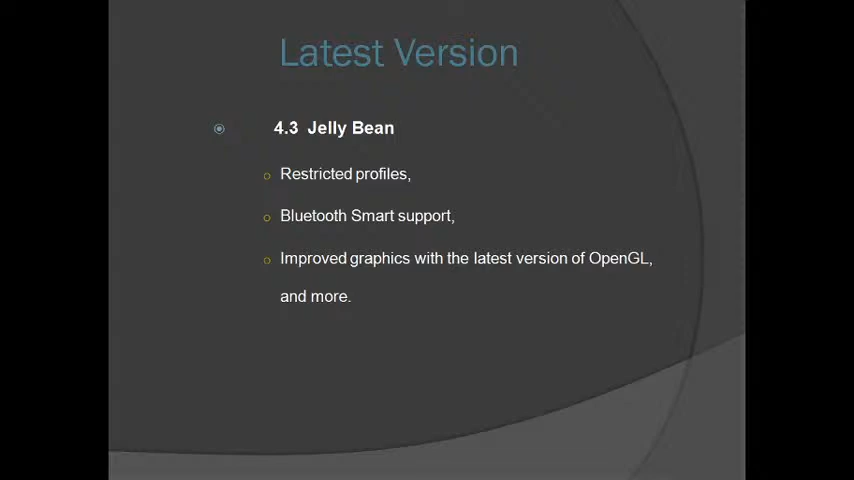 Latest Version
4.3 Jelly Bean
Restricted profiles,
Bluetooth Smart support,
Improved graphics with the latest version of OpenGL,
and more.